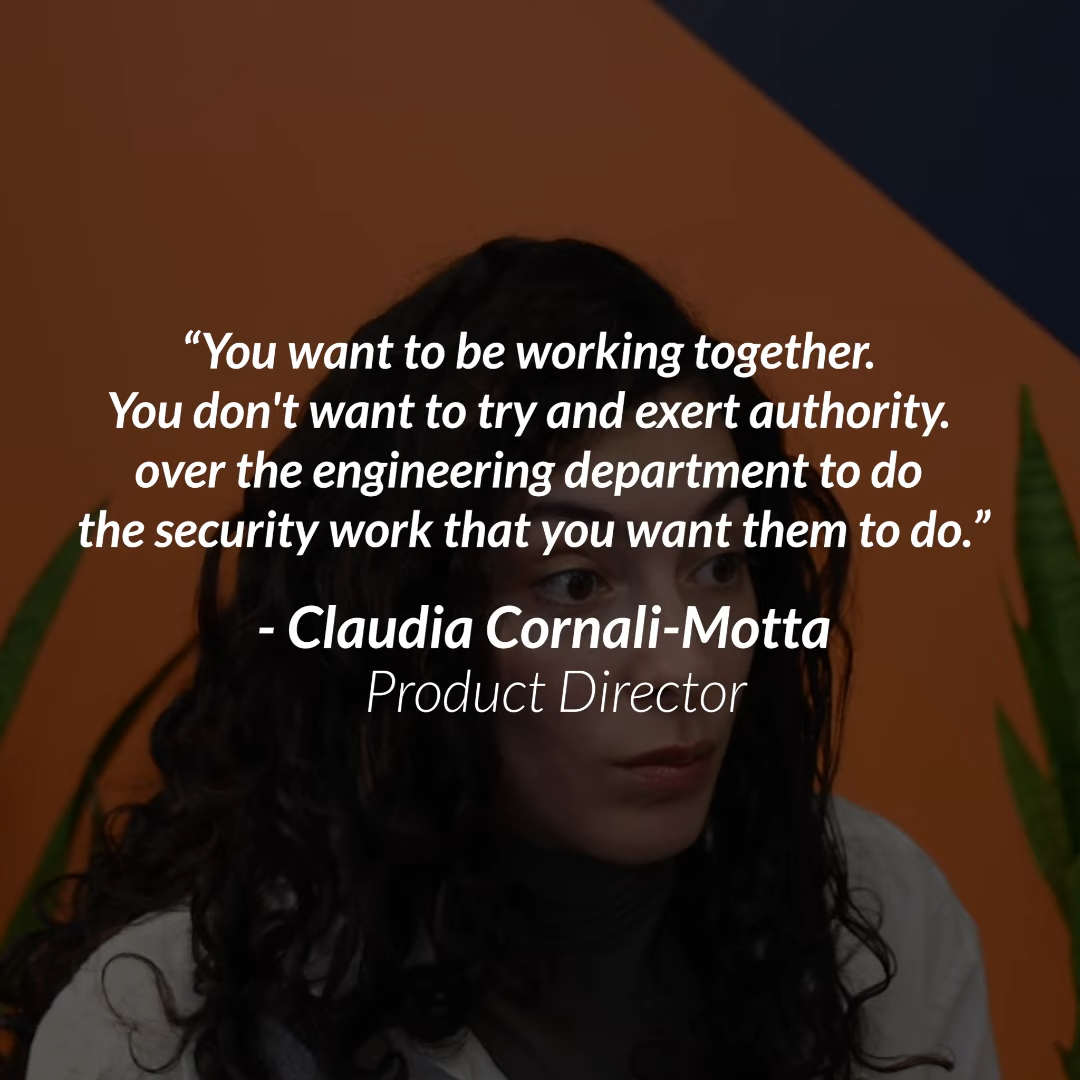 “You want to be working together.
You don't want to try and exert authority.
over the engineering department to do
the security work that you want them to do.”
- Claudia Cornali-Motta
Product Director